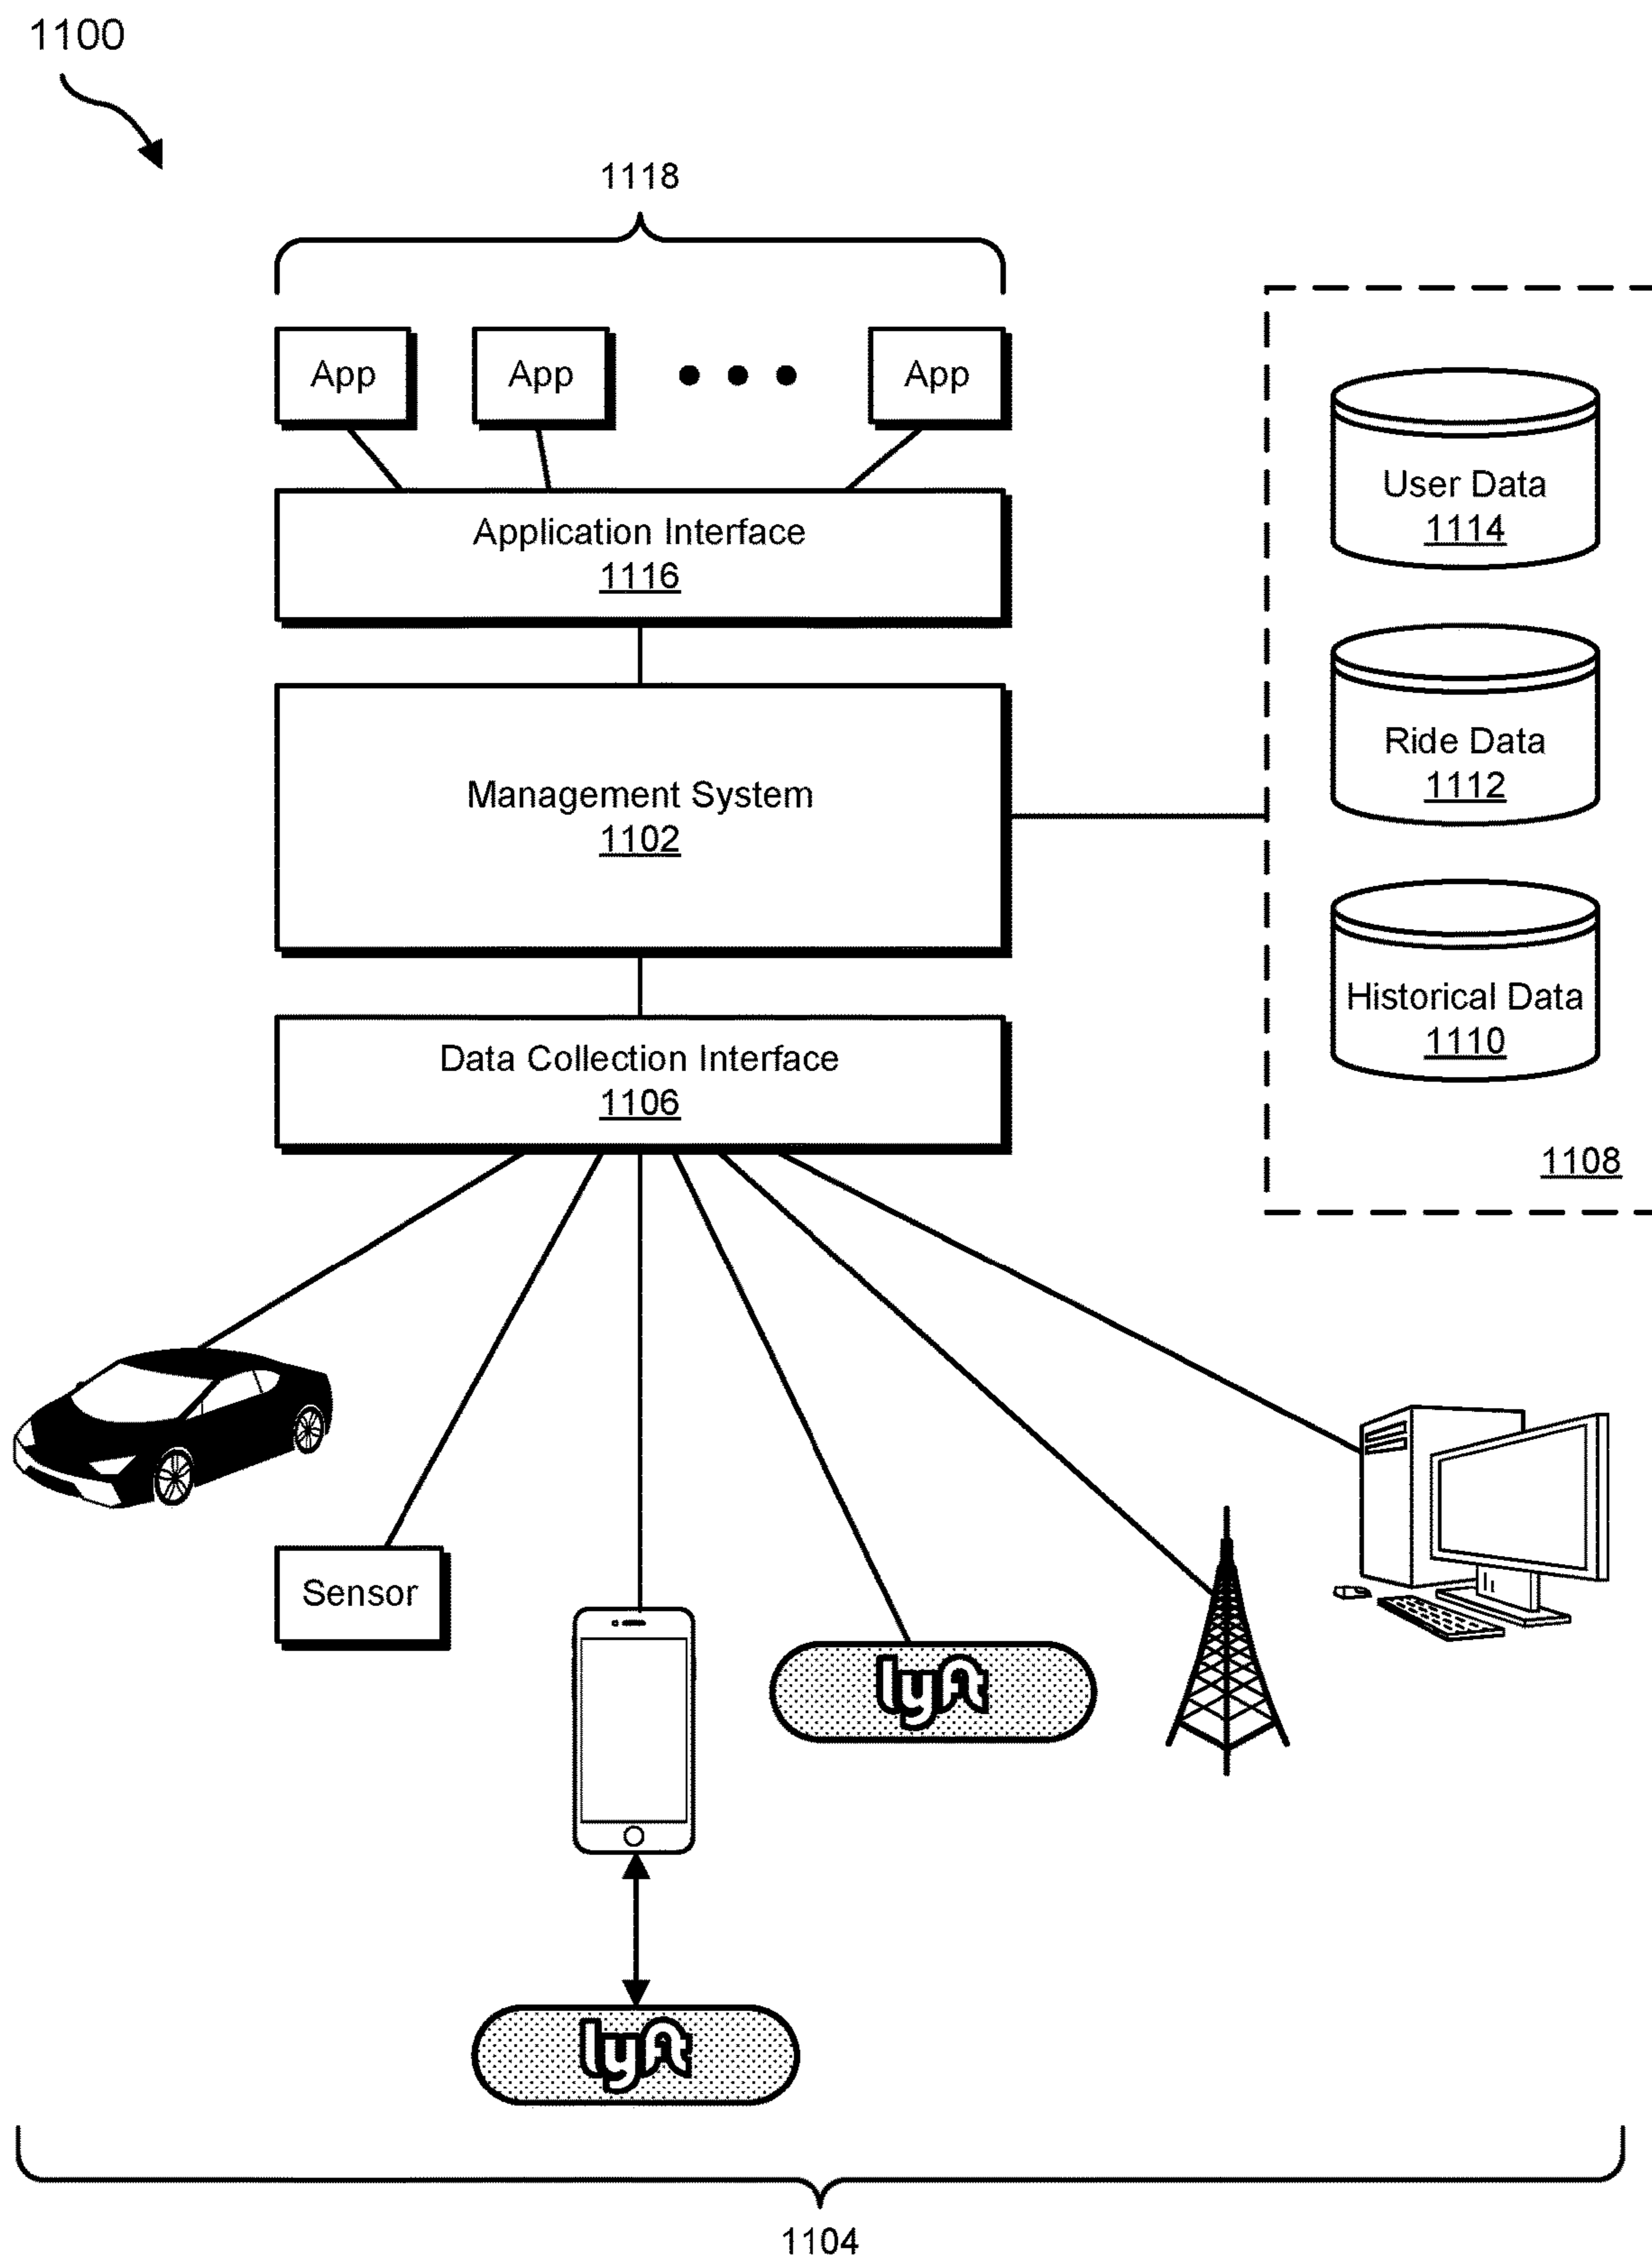 1100
1118
App
App
App
Application Interface
1116
Management System
1102
Data Collection Interface
1106
User Data
1114
Ride Data
1112
Historical Data
1110
1108
Sensor
lyft
lyft
1104